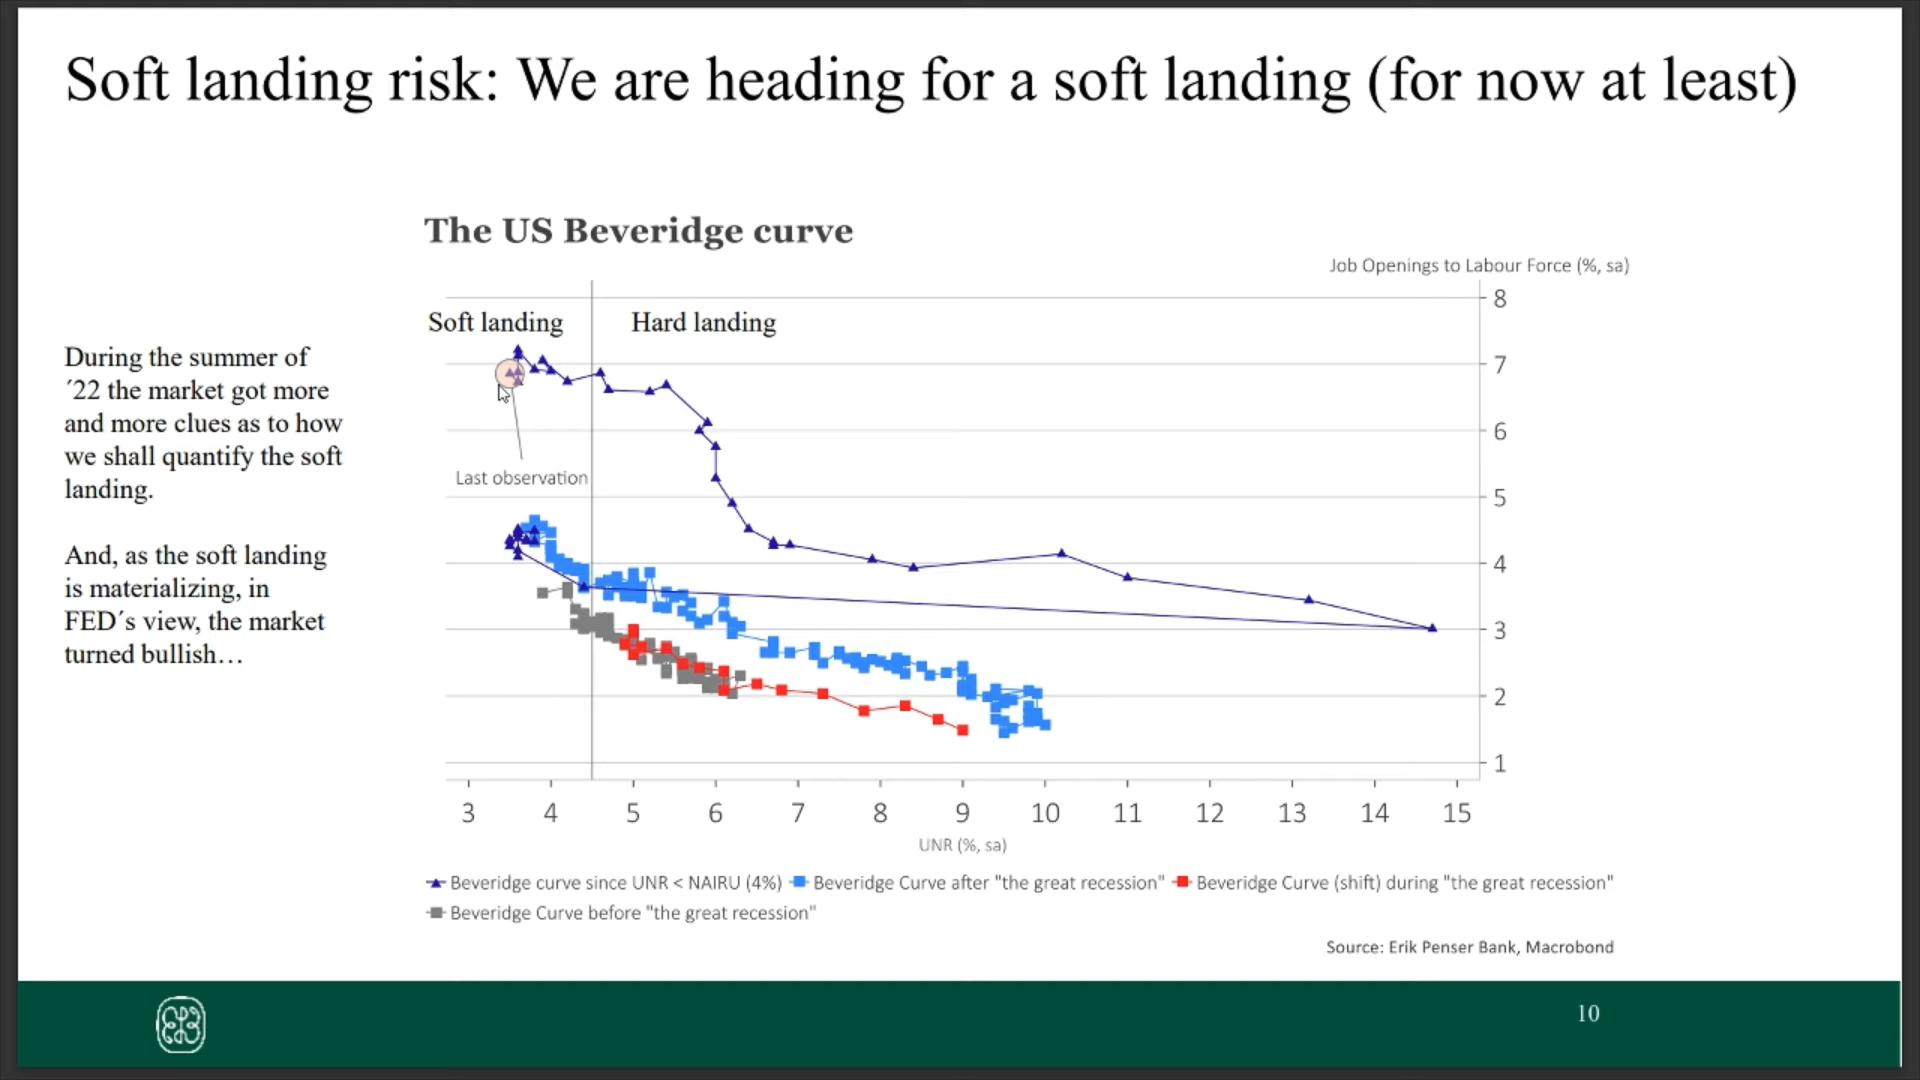 Soft landing risk: We are heading for a soft landing (for now at least)
During the summer of
´22 the market got more
and more clues as to how
we shall quantify the soft
landing.
And, as the soft landing
is materializing, in
FED´s view, the market
turned bullish…
The US Beveridge curve
Job Openings to Labour Force (%, sa)
Soft landing
Hard landing
Last observation
8
7
6
5
4
3
2
1
3 4 5 6 7 8 9 10 11 12 13 14 15
UNR (%, sa)
Beveridge curve since UNR < NAIRU (4%) Beveridge Curve after "the great recession" Beveridge Curve (shift) during "the great recession"
Beveridge Curve before "the great recession"
Source: Erik Penser Bank, Macrobond
10